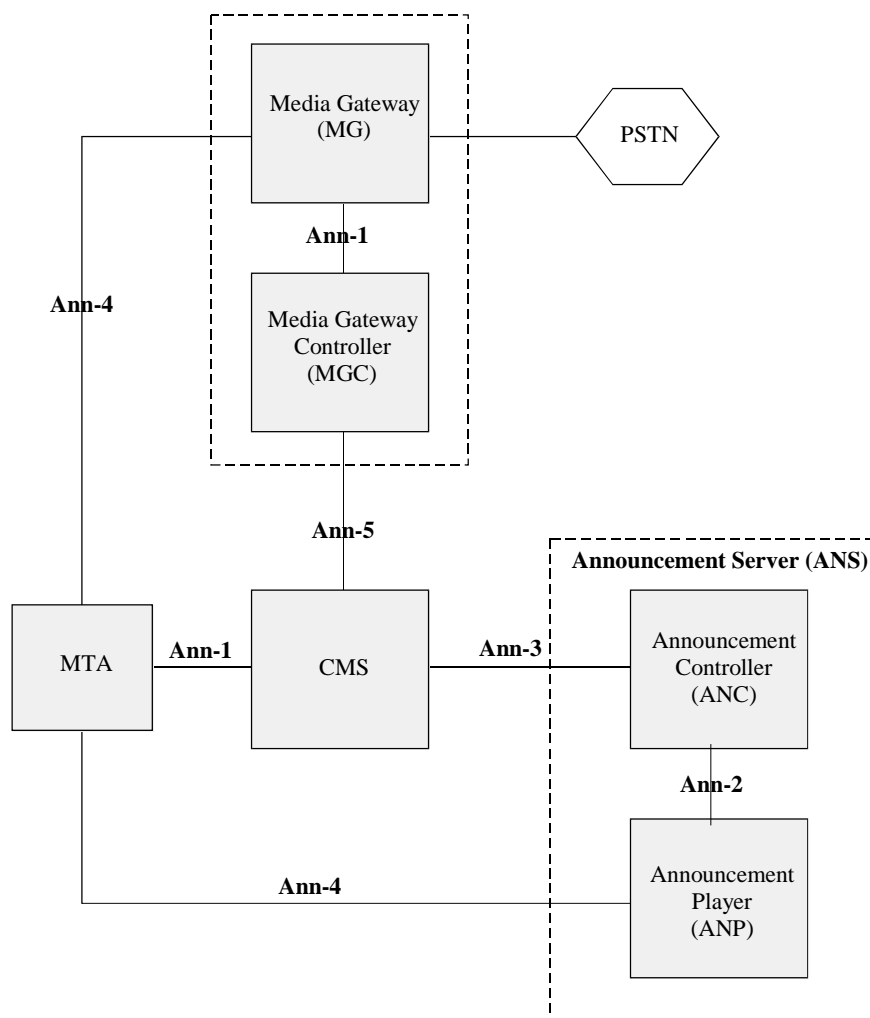 Media Gateway
(MG)
PSTN
Ann-1
Ann-4
Media Gateway
Controller
(MGC)
Ann-5
Announcement Server (ANS)
MTA
Ann-1
CMS
Ann-3
Announcement
Controller
(ANC)
Ann-2
Ann-4
Announcement
Player
(ANP)